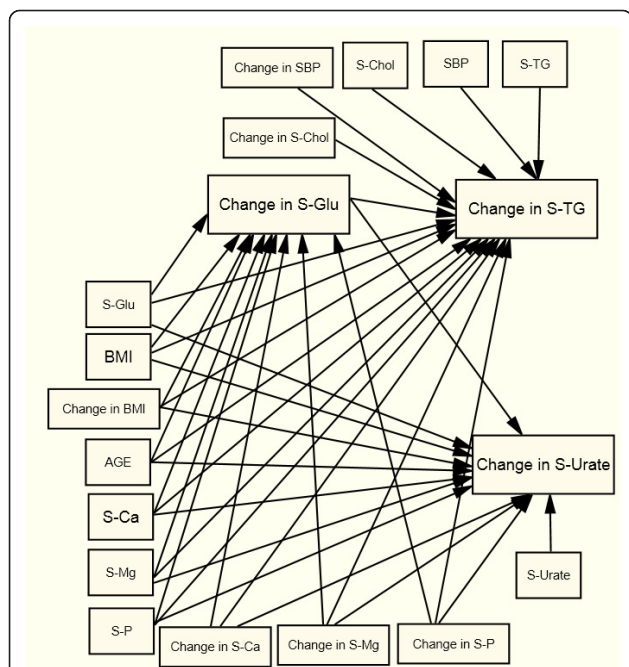 Change in SBP
S-Chol
SBP
S-TG
Change in S-Chol
Change in S-Glu
Change in S-TG
S-Glu
BMI
Change in BMI
AGE
Change in S-Urate
S-Ca
S-Mg
S-Urate
S-P
Change in S-Ca
Change in S-Mg
Change in S-P